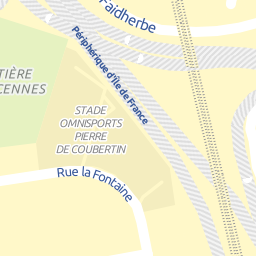 Faidherbe
Périphérique d'Île de France
TIÈRE
CENNES
STADE
OMNISPORTS
PIERRE
DE COUBERTIN
Rue la Fontaine